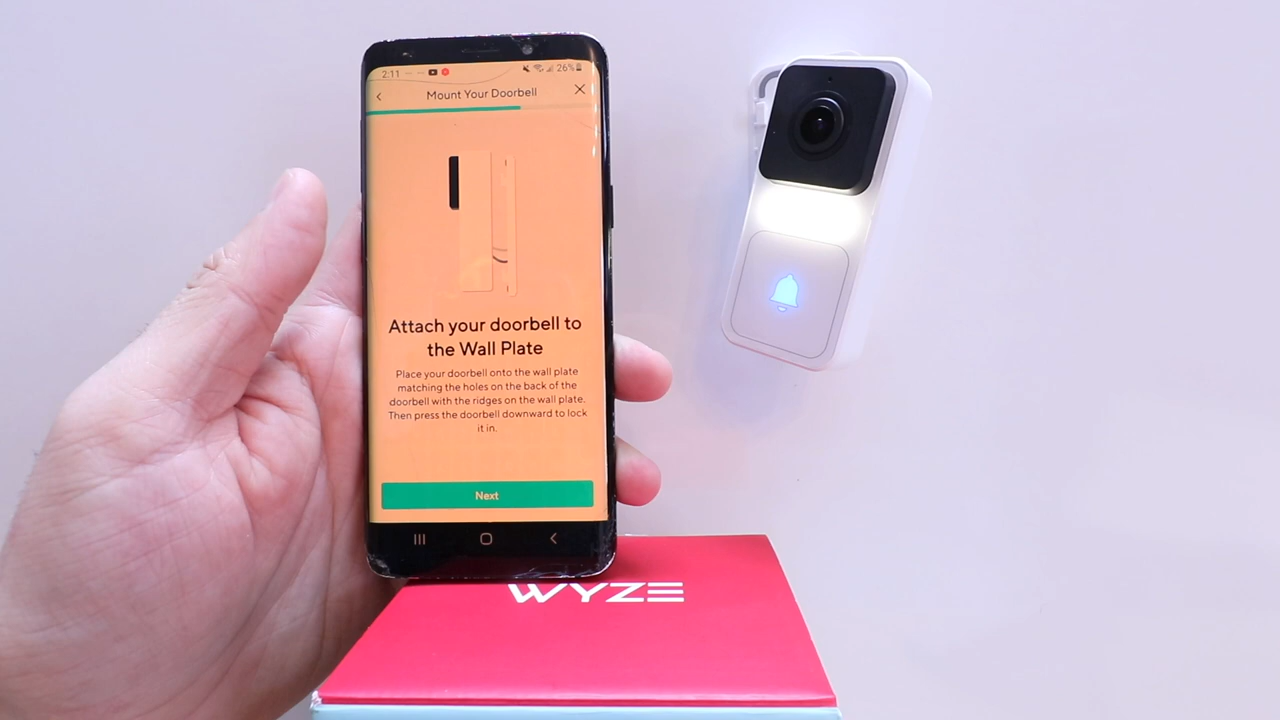 2:11
26%
Mount Your Doorbell
Attach your doorbell to
the Wall Plate
Place your doorbell onto the wall plate
matching the holes on the back of the
doorbell with the ridges on the wall plate.
Then press the doorbell downward to lock
it in.
Next
WYZE